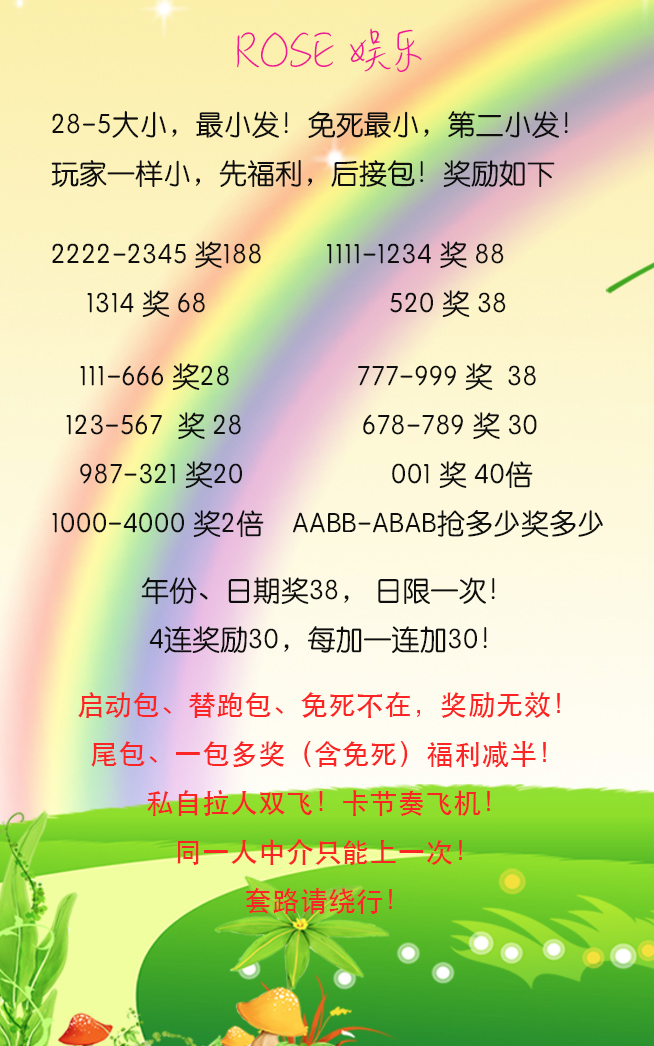 ROSE 娱乐
28-5大小，最小发！免死最小，第二小发！
玩家一样小，先福利，后接包！奖励如下
2222-2345 奖188 1111-1234 奖 88
1314 奖 68 520 奖 38
111-666 奖28 777-999 奖 38
123-567 奖 28 678-789 奖 30
987-321 奖20 001 奖 40倍
1000-4000 奖2倍 AABB-ABAB抢多少奖多少
年份、日期奖38， 日限一次！
4连奖励30，每加一连加30！
启动包、替跑包、免死不在，奖励无效！
尾包、一包多奖（含免死）福利减半！
私自拉人双飞！卡节奏飞机！
同一人中介只能上一次！
套路请绕行！